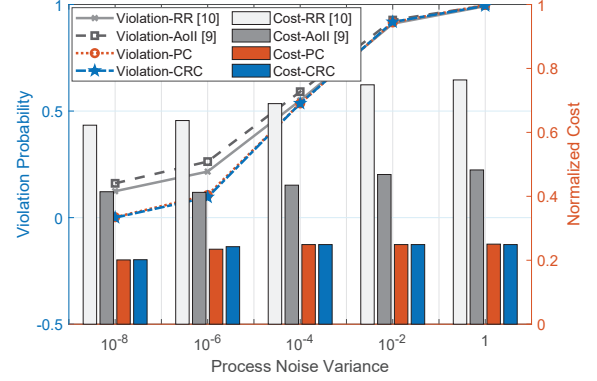 Violation-RR [10] Cost-RR [10]
Violation-AoII [9] Cost-AoII [9]
Violation-PC Cost-PC
Violation-CRC Cost-CRC
1
0.5
0
-0.5
Violation Probability
1
0.8
0.6
0.4
0.2
0
Normalized Cost
10-8 10-6 10-4 10-2 1
Process Noise Variance